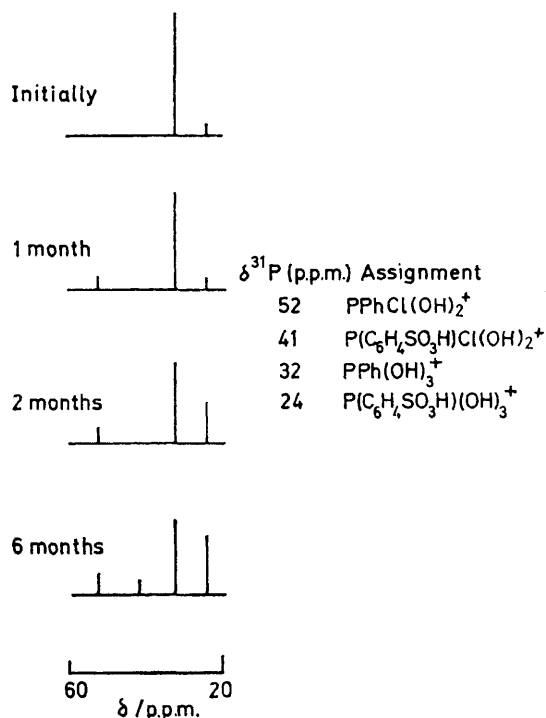 Initially
1 month
δ³¹P (p.p.m.) Assignment
52 PPhCl(OH)₂⁺
41 P(C₆H₄SO₃H)Cl(OH)₂⁺
32 PPh(OH)₃⁺
24 P(C₆H₄SO₃H)(OH)₃⁺
2 months
6 months
60 20
δ /p.p.m.